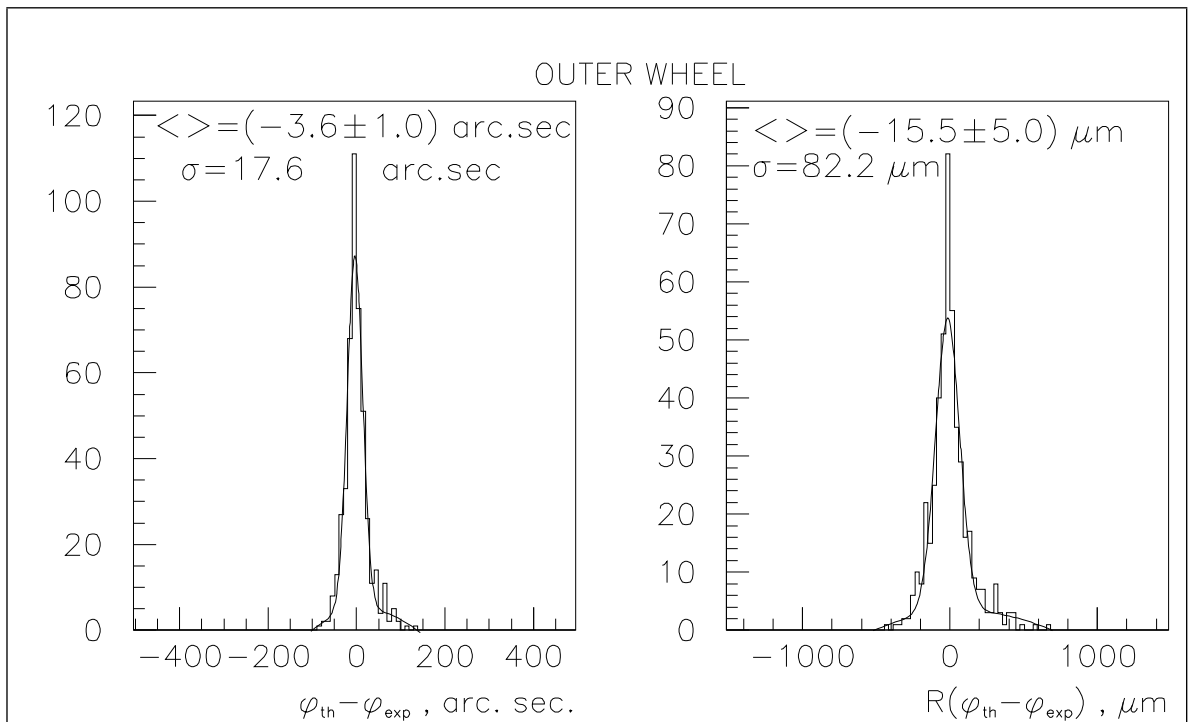 OUTER WHEEL
120
100
80
60
40
20
0
<>=(−3.6±1.0) arc.sec
σ=17.6 arc.sec
−400 −200 0 200 400
φth−φexp , arc. sec.
90
80
70
60
50
40
30
20
10
0
<>=(−15.5±5.0) μm
σ=82.2 μm
−1000 0 1000
R(φth−φexp) , μm